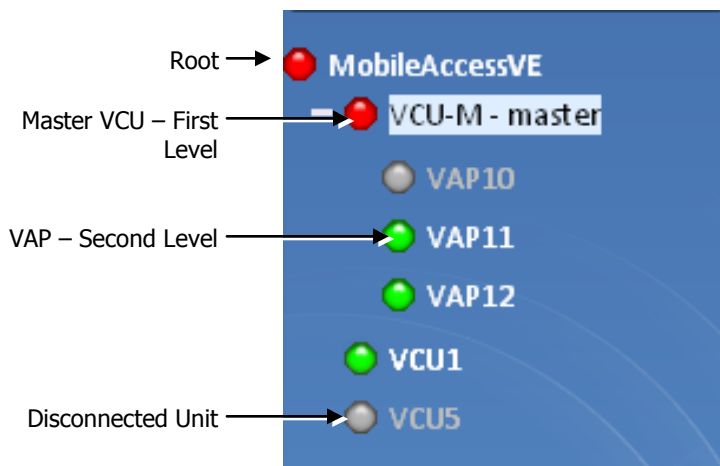 Root
MobileAccessVE
Master VCU – First
Level
VCU-M - master
VAP10
VAP – Second Level
VAP11
VAP12
VCU1
Disconnected Unit
VCU5